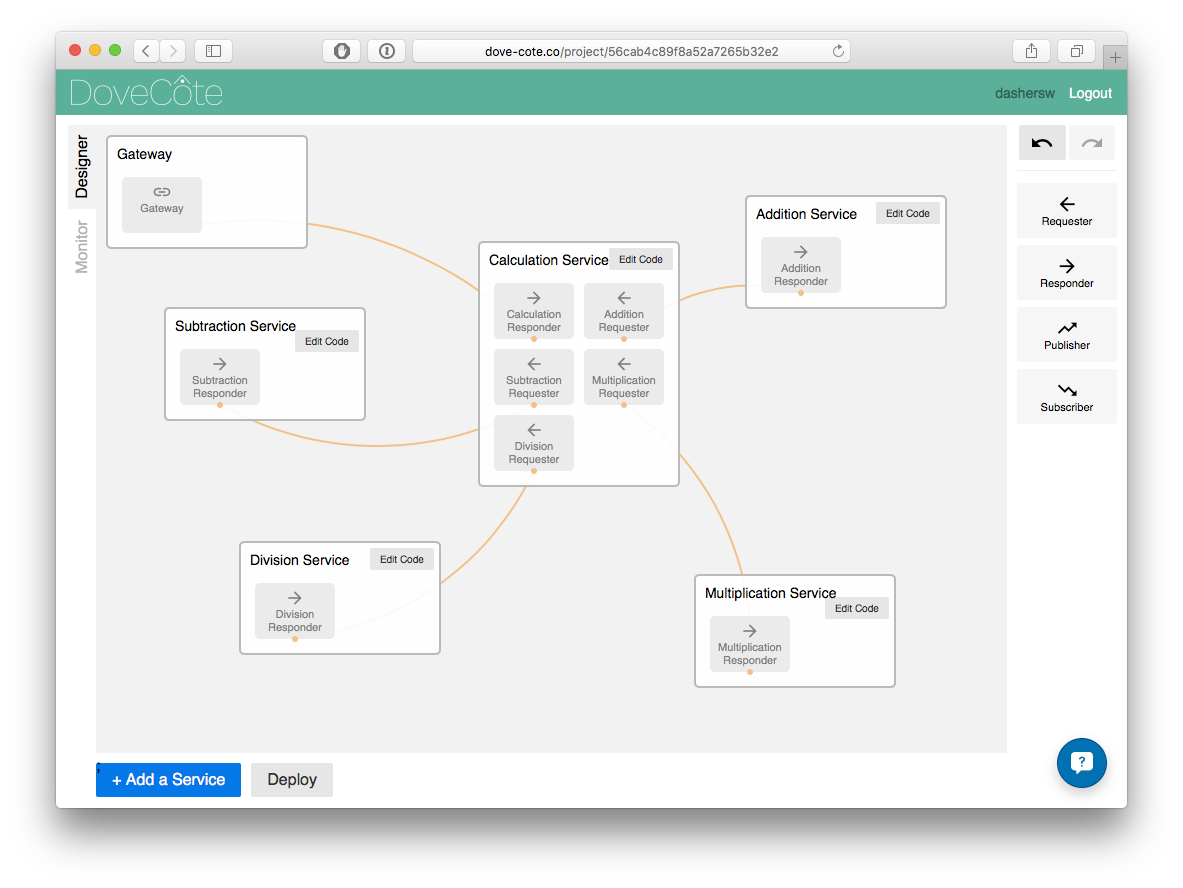 dove-cote.co/project/56cab4c89f8a52a7265b32e2
DoveCôte
dashersw
Logout
Designer
Monitor
Gateway
Gateway
Subtraction Service
Edit Code
Subtraction
Responder
Calculation Service
Edit Code
Calculation
Responder
Addition
Requester
Subtraction
Requester
Multiplication
Requester
Division
Requester
Addition Service
Edit Code
Addition
Responder
Division Service
Edit Code
Division
Responder
Multiplication Service
Edit Code
Multiplication
Responder
Requester
Responder
Publisher
Subscriber
+ Add a Service
Deploy
?